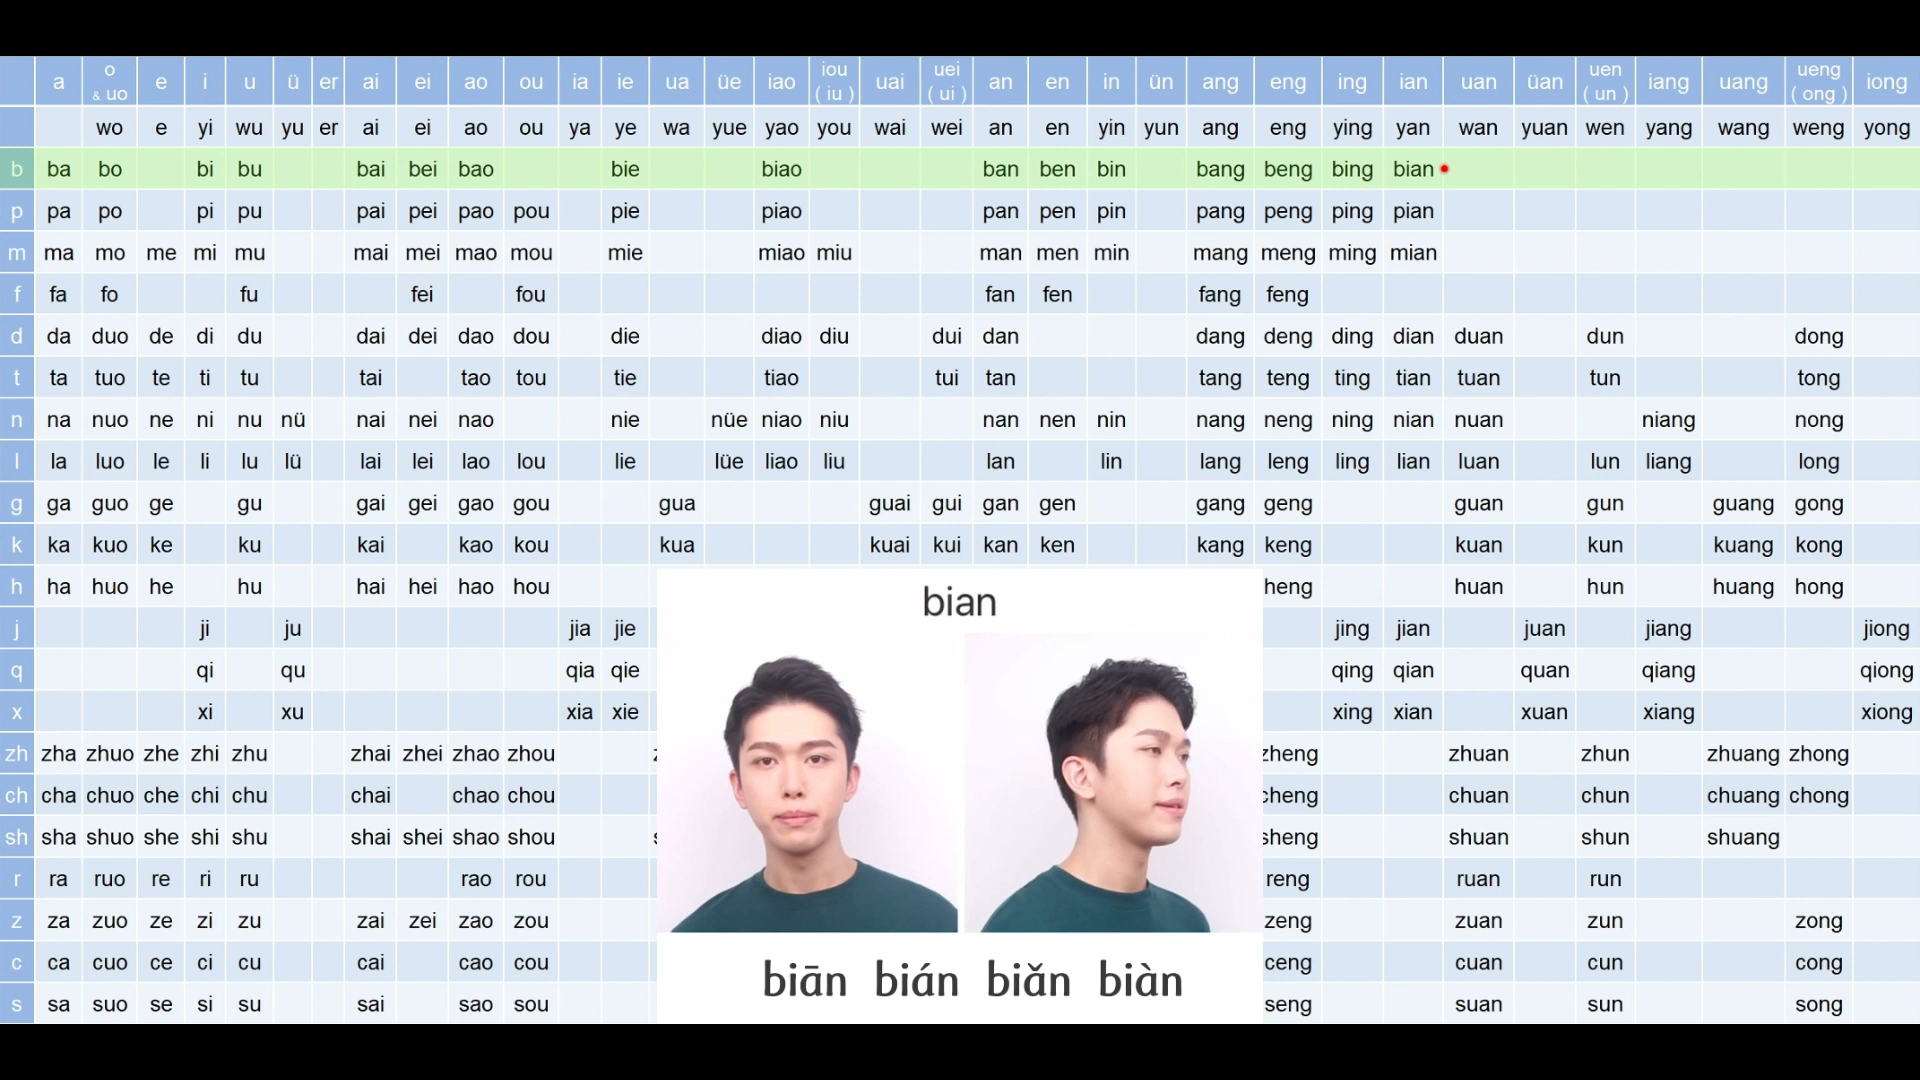 a o & uo e i u ü er ai ei ao ou ia ie ua üe iao iou ( iu ) uai uei ( ui ) an en in ün ang eng ing ian uan üan uen ( un ) iang uang ueng ( ong ) iong
wo e yi wu yu er ai ei ao ou ya ye wa yue yao you wai wei an en yin yun ang eng ying yan wan yuan wen yang wang weng yong
b ba bo bi bu bai bei bao bie biao ban ben bin bang beng bing bian
p pa po pi pu pai pei pao pou pie piao pan pen pin pang peng ping pian
m ma mo me mi mu mai mei mao mou mie miao miu man men min mang meng ming mian
f fa fo fu fei fou fan fen fang feng
d da duo de di du dai dei dao dou die diao diu dui dan dang deng ding dian duan dun dong
t ta tuo te ti tu tai tao tou tie tiao tui tan tang teng ting tian tuan tun tong
n na nuo ne ni nu nü nai nei nao nie nüe niao niu nan nen nin nang neng ning nian nuan niang nong
l la luo le li lu lü lai lei lao lou lie lüe liao liu lan lin lang leng ling lian luan lun liang long
g ga guo ge gu gai gei gao gou gua guai gui gan gen gang geng guan gun guang gong
k ka kuo ke ku kai kao kou kua kuai kui kan ken kang keng kuan kun kuang kong
h ha huo he hu hai hei hao hou heng huan hun huang hong
j ji ju jia jie jing jian juan jiang jiong
q qi qu qia qie qing qian quan qiang qiong
x xi xu xia xie xing xian xuan xiang xiong
zh zha zhuo zhe zhi zhu zhai zhei zhao zhou zheng zhuan zhun zhuang zhong
ch cha chuo che chi chu chai chao chou cheng chuan chun chuang chong
sh sha shuo she shi shu shai shei shao shou sheng shuan shun shuang
r ra ruo re ri ru rao rou reng ruan run
z za zuo ze zi zu zai zei zao zou zeng zuan zun zong
c ca cuo ce ci cu cai cao cou ceng cuan cun cong
s sa suo se si su sai sao sou seng suan sun song
bian
biān bián biǎn biàn